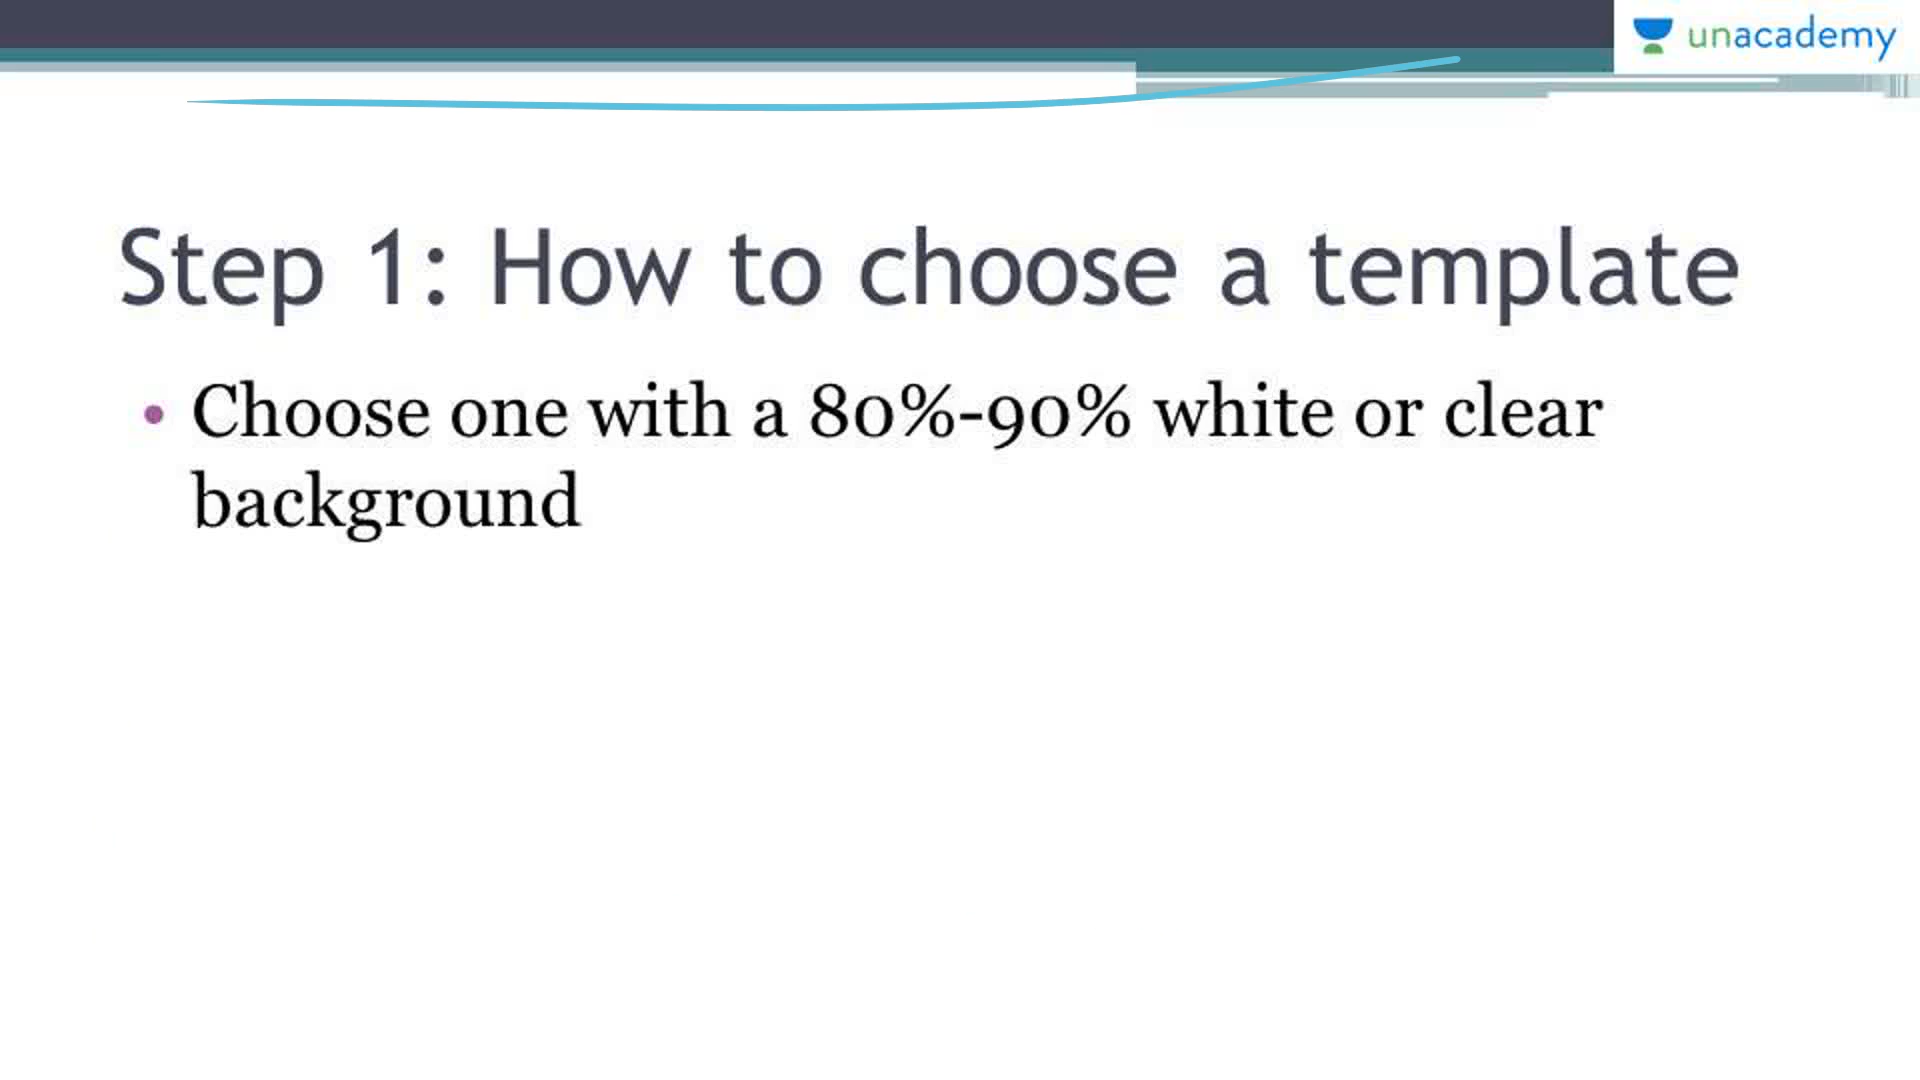 unacademy
Step 1: How to choose a template
• Choose one with a 80%-90% white or clear
background